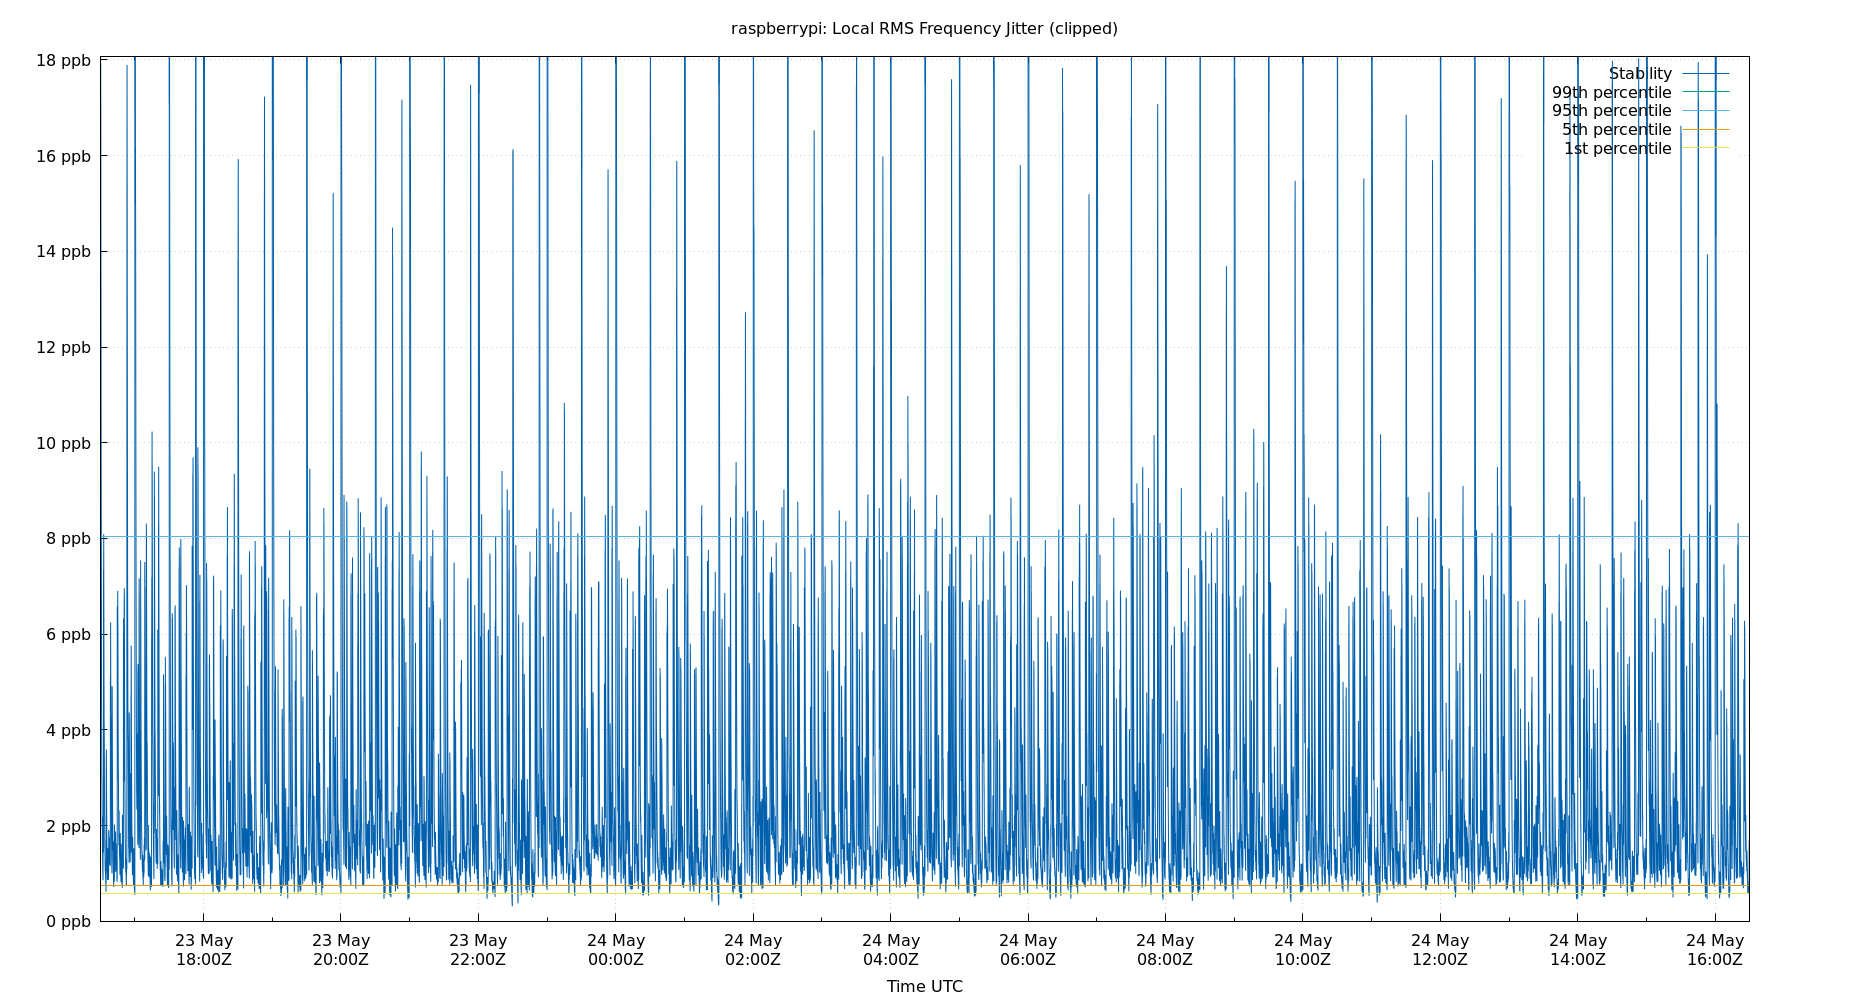 raspberrypi: Local RMS Frequency Jitter (clipped)
18 ppb
16 ppb
14 ppb
12 ppb
10 ppb
8 ppb
6 ppb
4 ppb
2 ppb
0 ppb
Stability
99th percentile
95th percentile
5th percentile
1st percentile
23 May 23 May 23 May 24 May 24 May 24 May 24 May 24 May 24 May 24 May 24 May 24 May
18:00Z 20:00Z 22:00Z 00:00Z 02:00Z 04:00Z 06:00Z 08:00Z 10:00Z 12:00Z 14:00Z 16:00Z
Time UTC